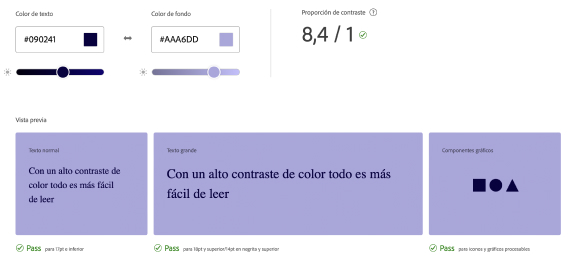 Color de texto
Color de fondo
Proporción de contraste ?
#090241
#AAA6DD
8,4 / 1
Vista previa
Texto normal
Texto grande
Componentes gráficos
Con un alto contraste de
color todo es más fácil
de leer
Con un alto contraste de color todo es más
fácil de leer
Pass para 17pt e inferior
Pass para 18pt y superior/14pt en negrita y superior
Pass para iconos y gráficos procesables